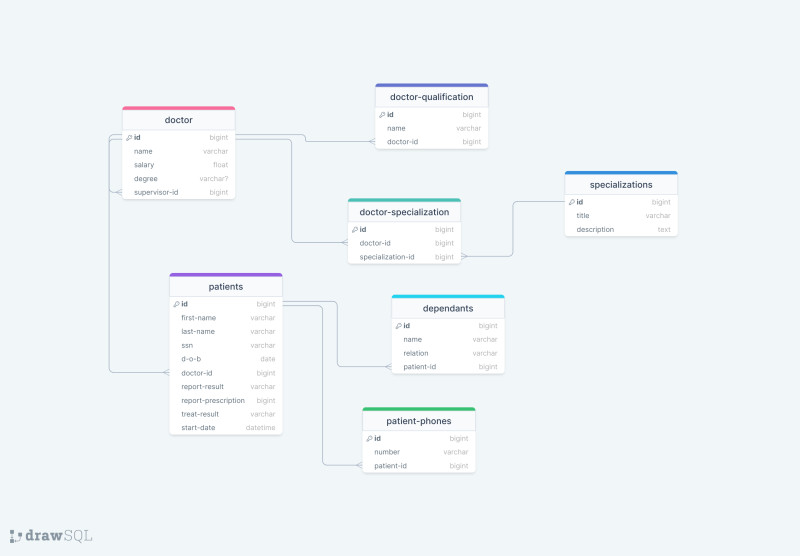 doctor
id bigint
name varchar
salary float
degree varchar?
supervisor-id bigint
doctor-qualification
id bigint
name varchar
doctor-id bigint
doctor-specialization
id bigint
doctor-id bigint
specialization-id bigint
specializations
id bigint
title varchar
description text
patients
id bigint
first-name varchar
last-name varchar
ssn varchar
d-o-b date
doctor-id bigint
report-result varchar
report-prescription bigint
treat-result varchar
start-date datetime
dependants
id bigint
name varchar
relation varchar
patient-id bigint
patient-phones
id bigint
number varchar
patient-id bigint
drawSQL